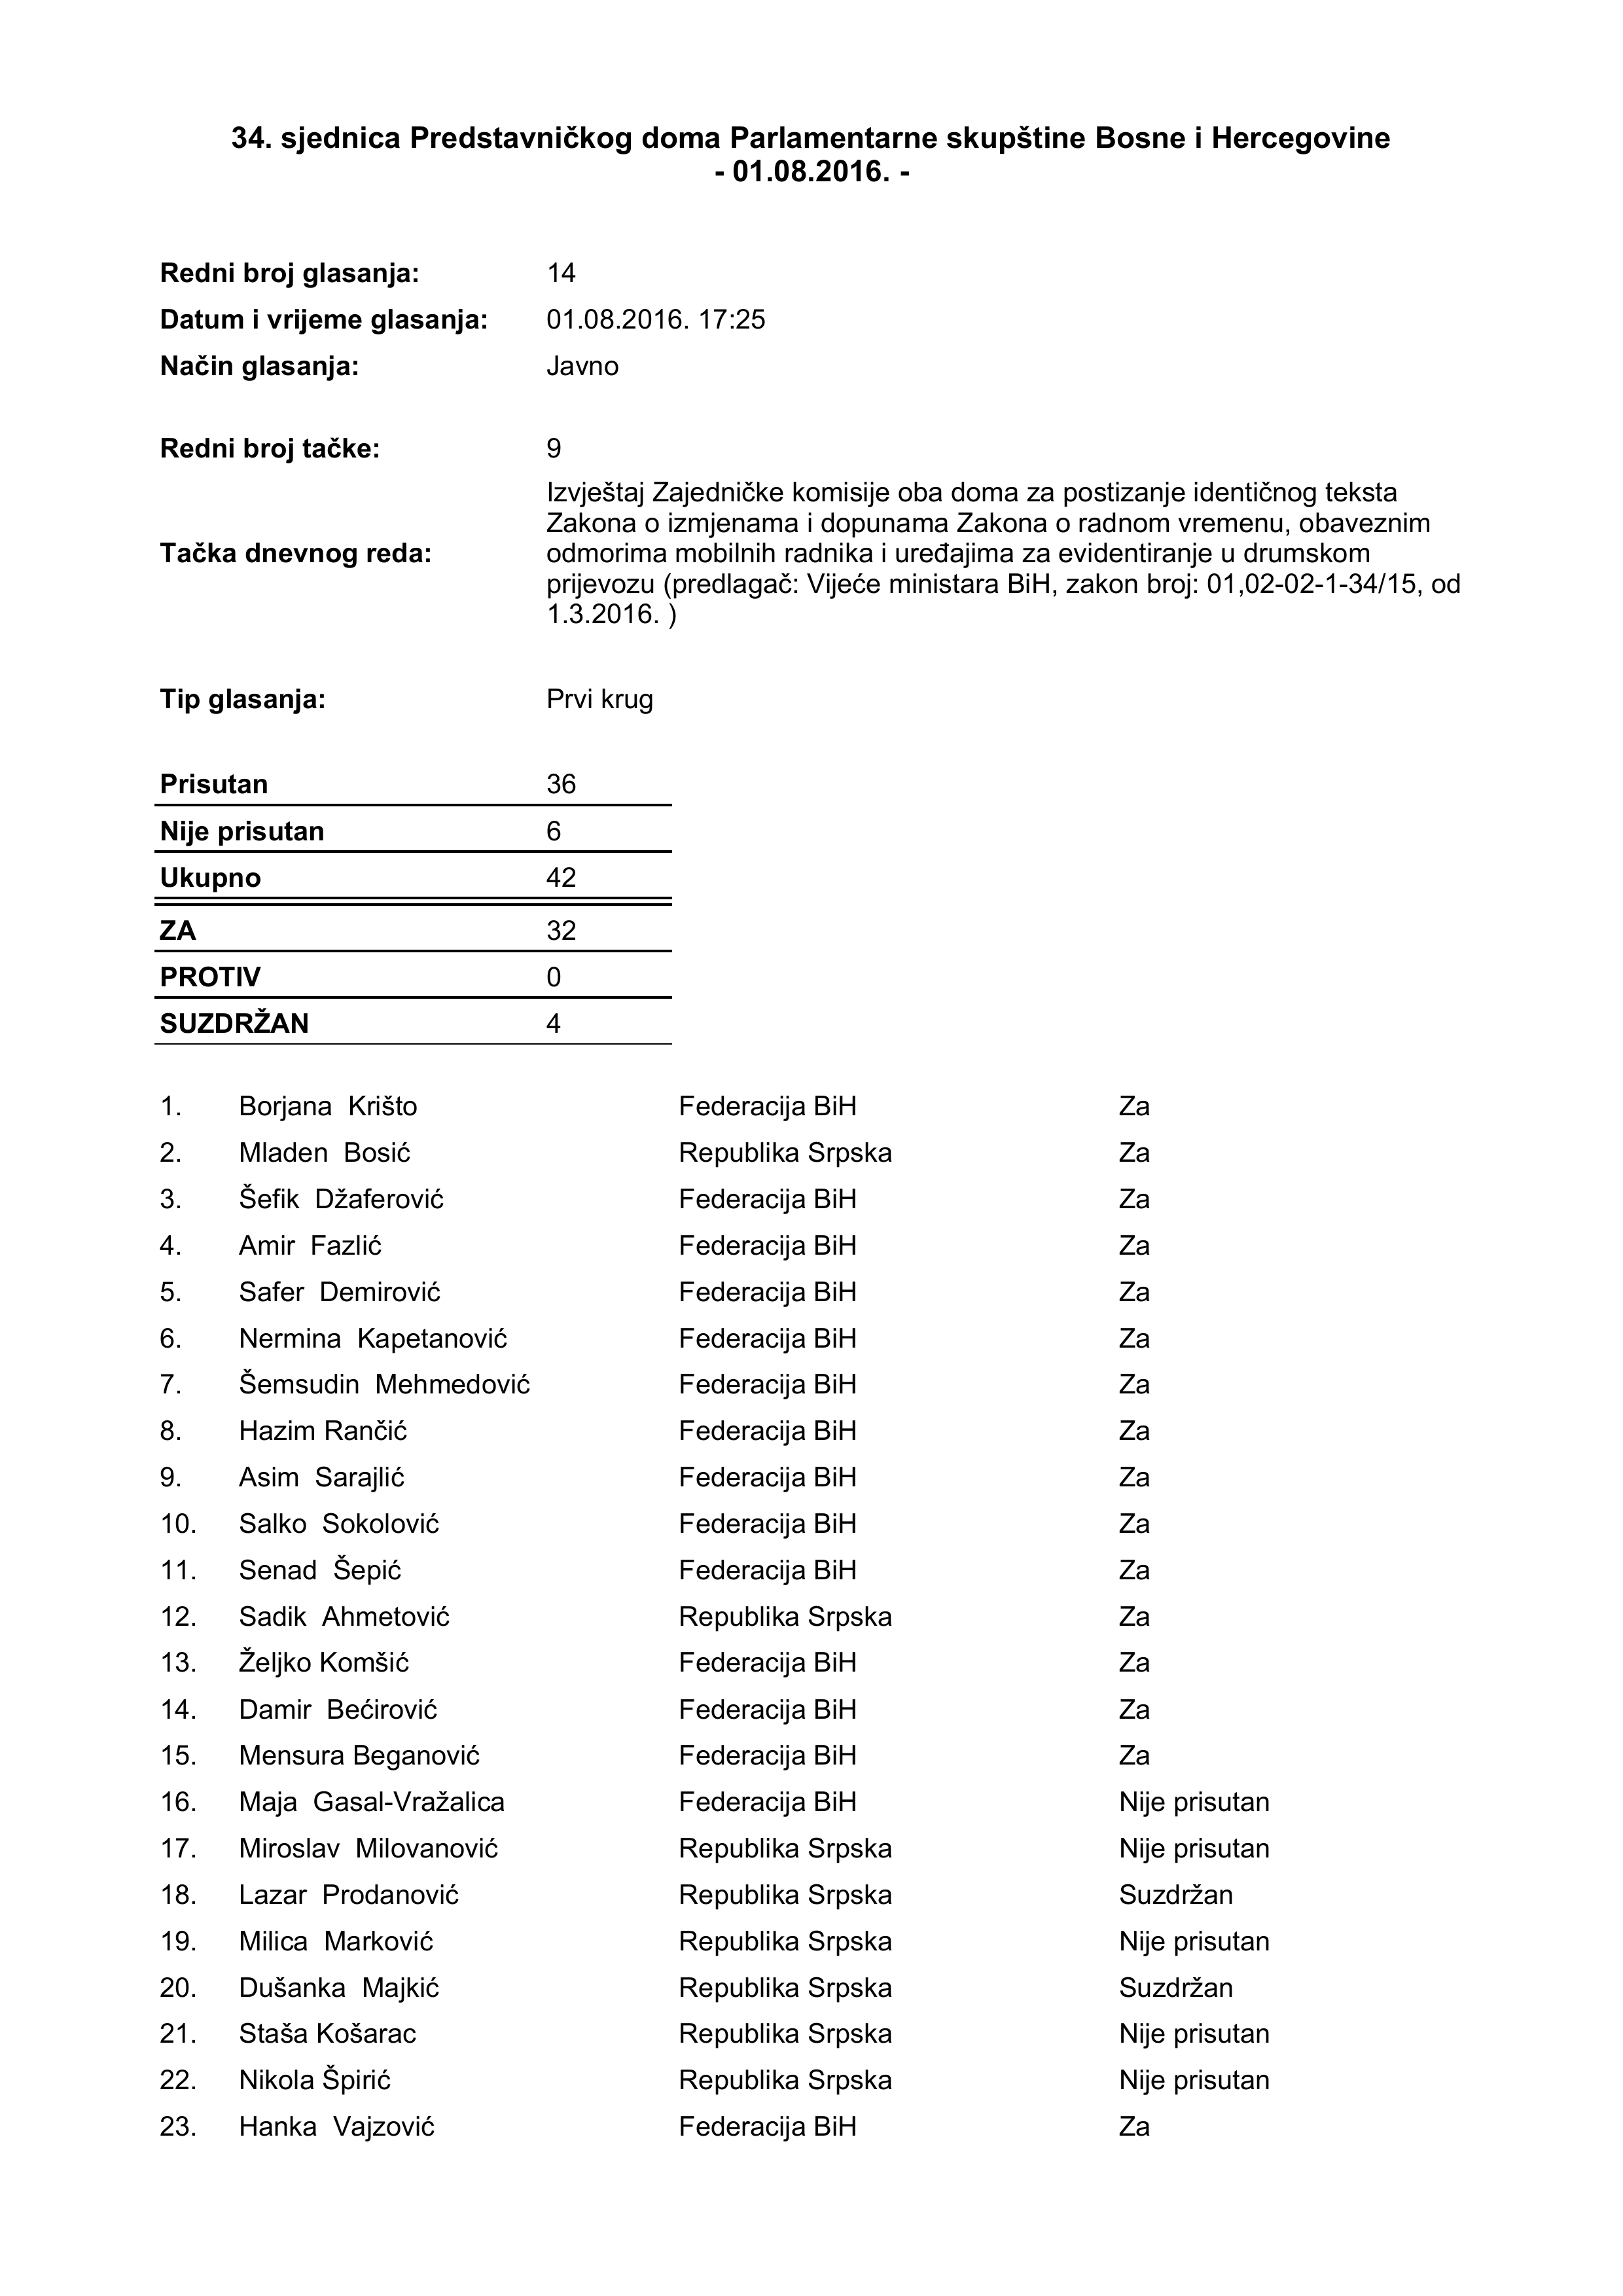 34. sjednica Predstavničkog doma Parlamentarne skupštine Bosne i Hercegovine
- 01.08.2016. -
Redni broj glasanja: 14
Datum i vrijeme glasanja: 01.08.2016. 17:25
Način glasanja: Javno
Redni broj tačke: 9
Tačka dnevnog reda: Izvještaj Zajedničke komisije oba doma za postizanje identičnog teksta
Zakona o izmjenama i dopunama Zakona o radnom vremenu, obaveznim
odmorima mobilnih radnika i uređajima za evidentiranje u drumskom
prijevozu (predlagač: Vijeće ministara BiH, zakon broj: 01,02-02-1-34/15, od
1.3.2016. )
Tip glasanja: Prvi krug
Prisutan 36
Nije prisutan 6
Ukupno 42
ZA 32
PROTIV 0
SUZDRŽAN 4
1. Borjana Krišto Federacija BiH Za
2. Mladen Bosić Republika Srpska Za
3. Šefik Džaferović Federacija BiH Za
4. Amir Fazlić Federacija BiH Za
5. Safer Demirović Federacija BiH Za
6. Nermina Kapetanović Federacija BiH Za
7. Šemsudin Mehmedović Federacija BiH Za
8. Hazim Rančić Federacija BiH Za
9. Asim Sarajlić Federacija BiH Za
10. Salko Sokolović Federacija BiH Za
11. Senad Šepić Federacija BiH Za
12. Sadik Ahmetović Republika Srpska Za
13. Željko Komšić Federacija BiH Za
14. Damir Bećirović Federacija BiH Za
15. Mensura Beganović Federacija BiH Za
16. Maja Gasal-Vražalica Federacija BiH Nije prisutan
17. Miroslav Milovanović Republika Srpska Nije prisutan
18. Lazar Prodanović Republika Srpska Suzdržan
19. Milica Marković Republika Srpska Nije prisutan
20. Dušanka Majkić Republika Srpska Suzdržan
21. Staša Košarac Republika Srpska Nije prisutan
22. Nikola Špirić Republika Srpska Nije prisutan
23. Hanka Vajzović Federacija BiH Za